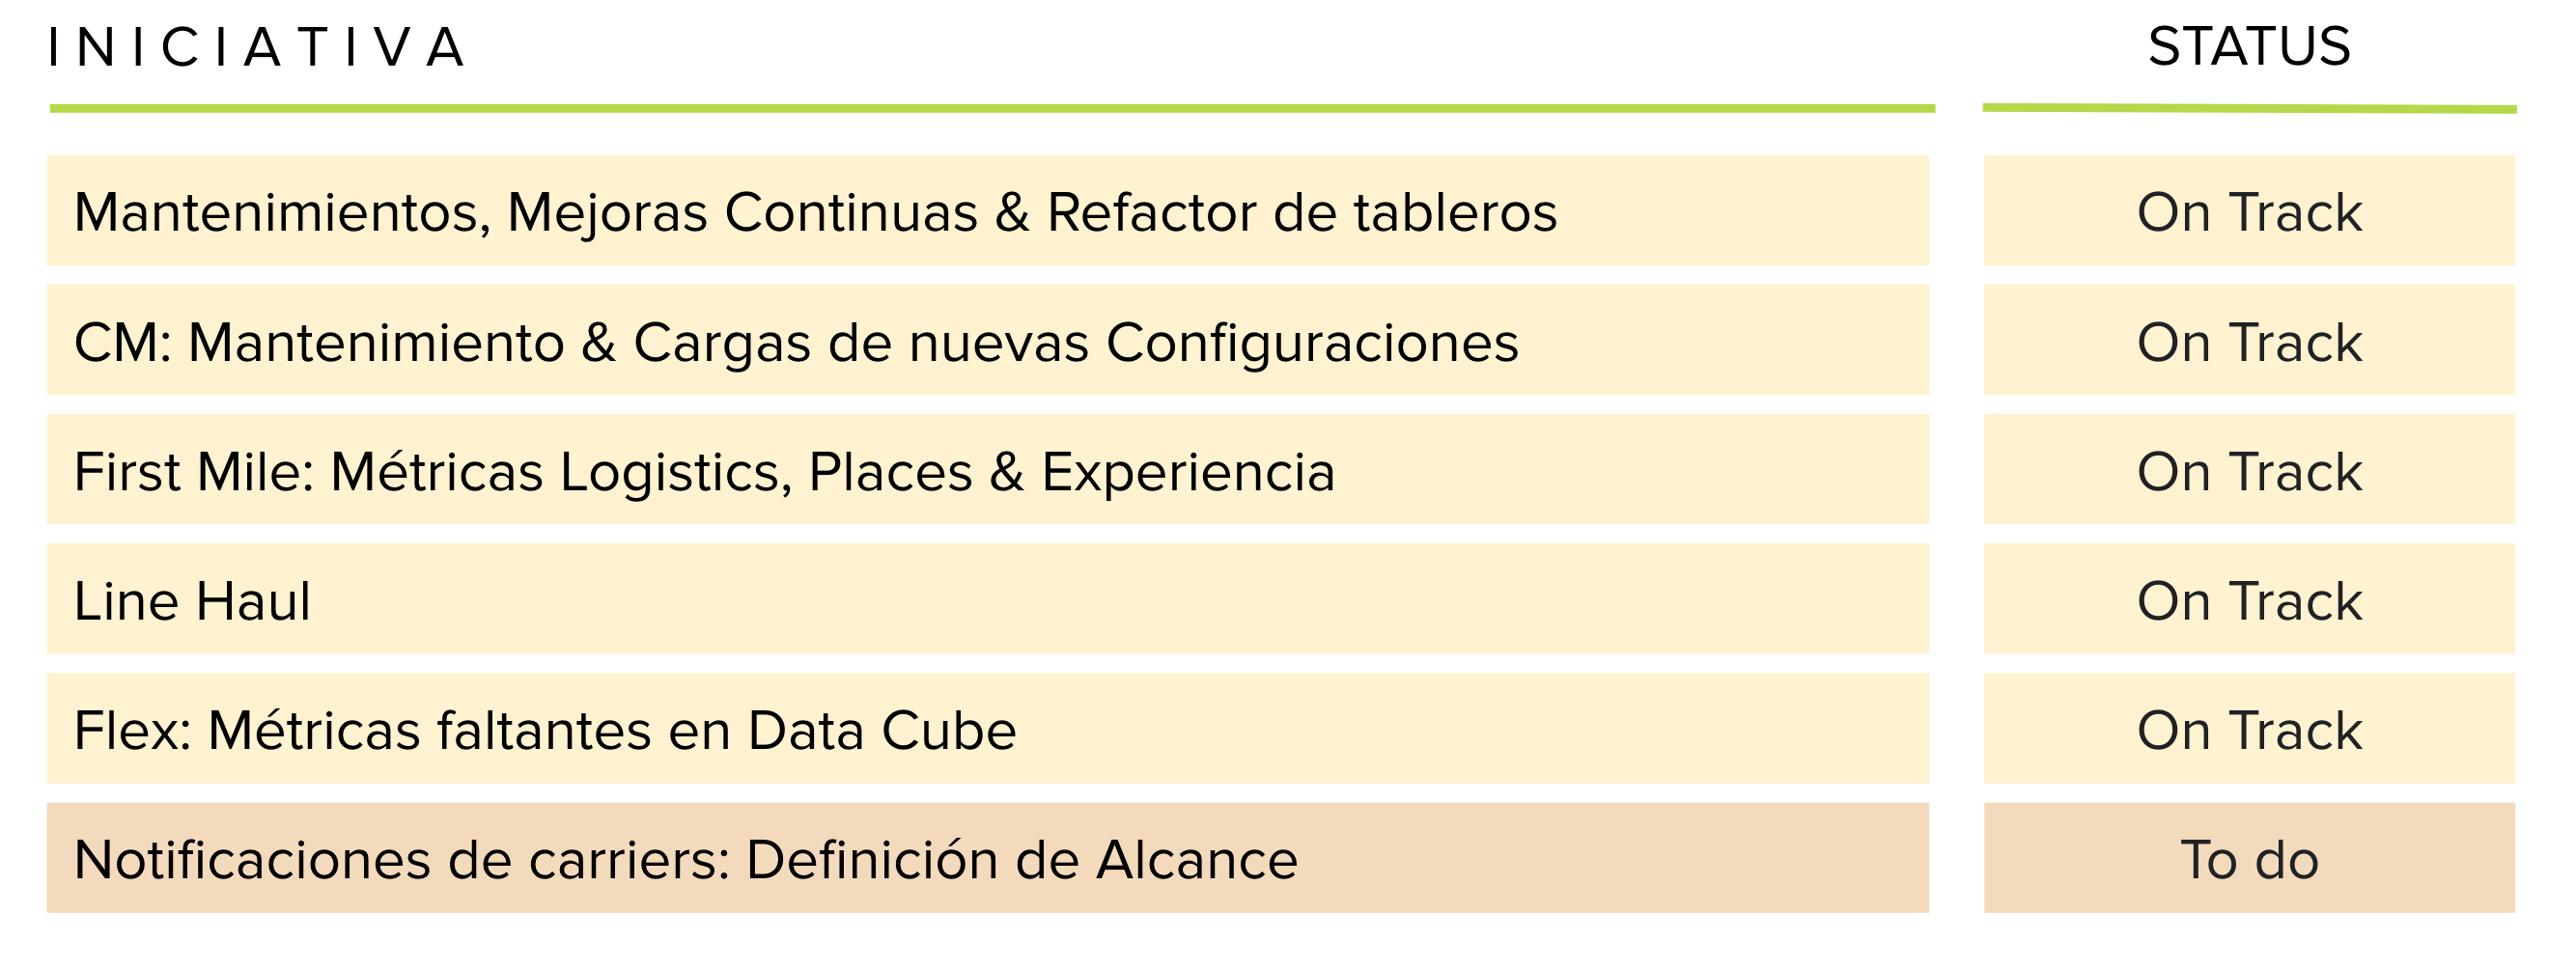 INICIATIVA STATUS
Mantenimientos, Mejoras Continuas & Refactor de tableros On Track
CM: Mantenimiento & Cargas de nuevas Configuraciones On Track
First Mile: Métricas Logistics, Places & Experiencia On Track
Line Haul On Track
Flex: Métricas faltantes en Data Cube On Track
Notificaciones de carriers: Definición de Alcance To do